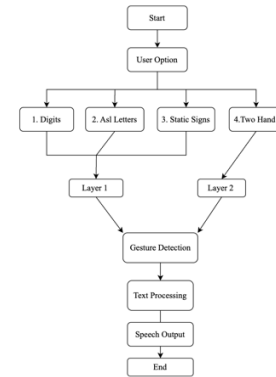 Start
User Option
1. Digits
2. Asl Letters
3. Static Signs
4.Two Hand
Layer 1
Layer 2
Gesture Detection
Text Processing
Speech Output
End